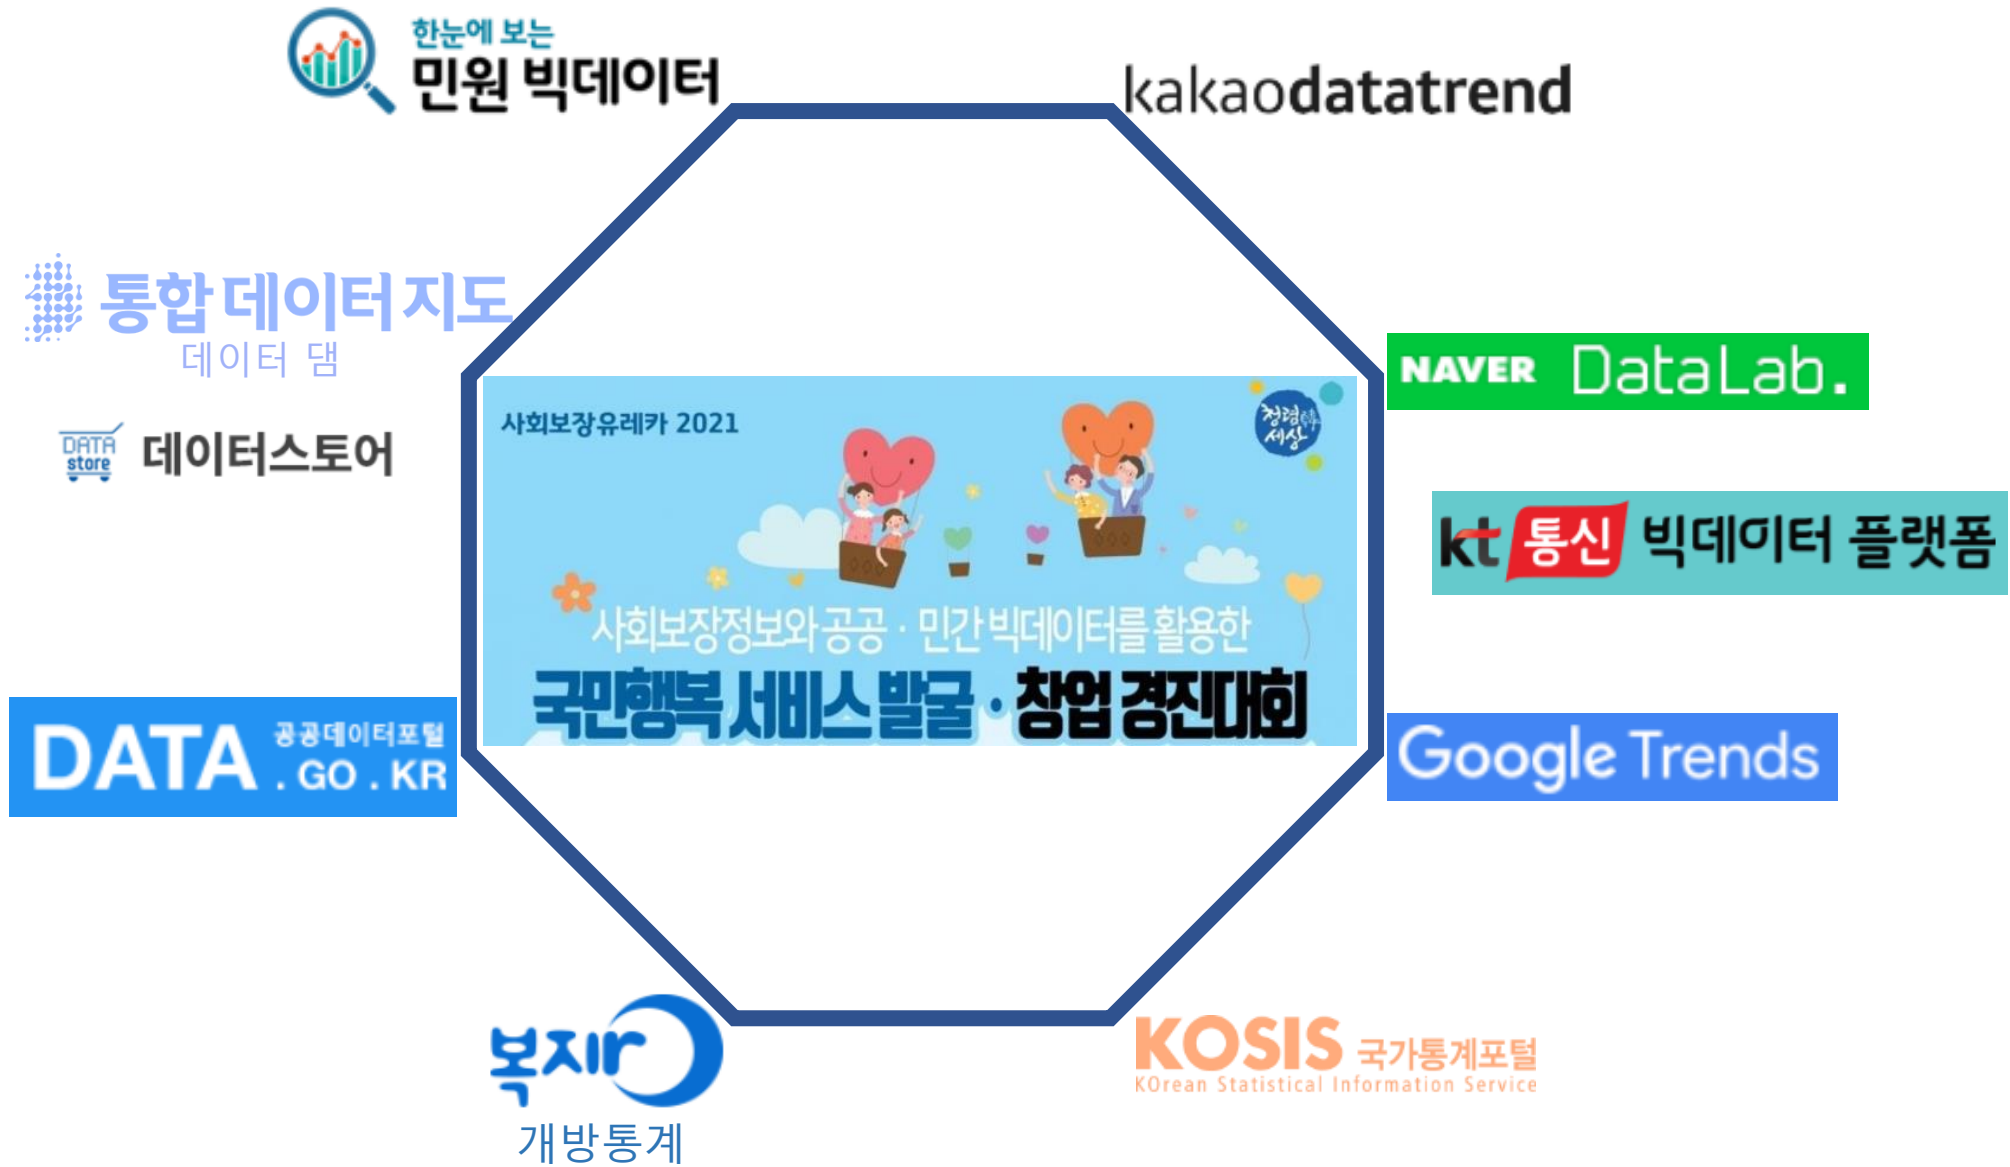 한눈에 보는
민원 빅데이터
kakaodatatrend
통합 데이터 지도
데이터 댐
DATA store 데이터스토어
NAVER DataLab.
kt 통신 빅데이터 플랫폼
사회보장유레카 2021
청렴韓세상
사회보장정보와 공공 · 민간 빅데이터를 활용한
국민행복 서비스 발굴 · 창업 경진대회
DATA 공공데이터포털
.GO.KR
Google Trends
복지로
개방통계
KOSIS 국가통계포털
KOrean Statistical Information Service